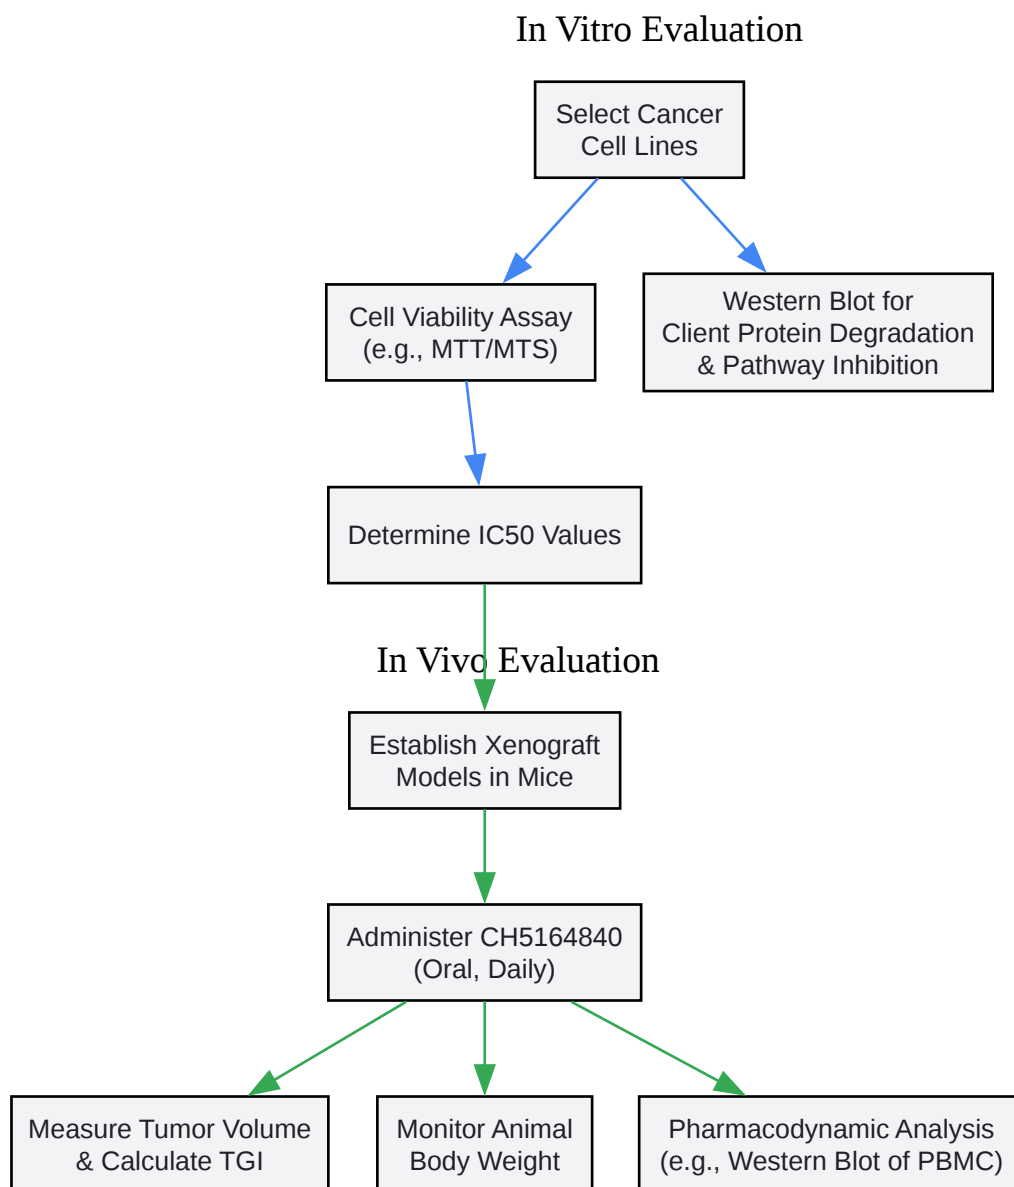 In Vitro Evaluation
Select Cancer
Cell Lines
Cell Viability Assay
(e.g., MTT/MTS)
Western Blot for
Client Protein Degradation
& Pathway Inhibition
Determine IC50 Values
In Vivo Evaluation
Establish Xenograft
Models in Mice
Administer CH5164840
(Oral, Daily)
Measure Tumor Volume
& Calculate TGI
Monitor Animal
Body Weight
Pharmacodynamic Analysis
(e.g., Western Blot of PBMC)